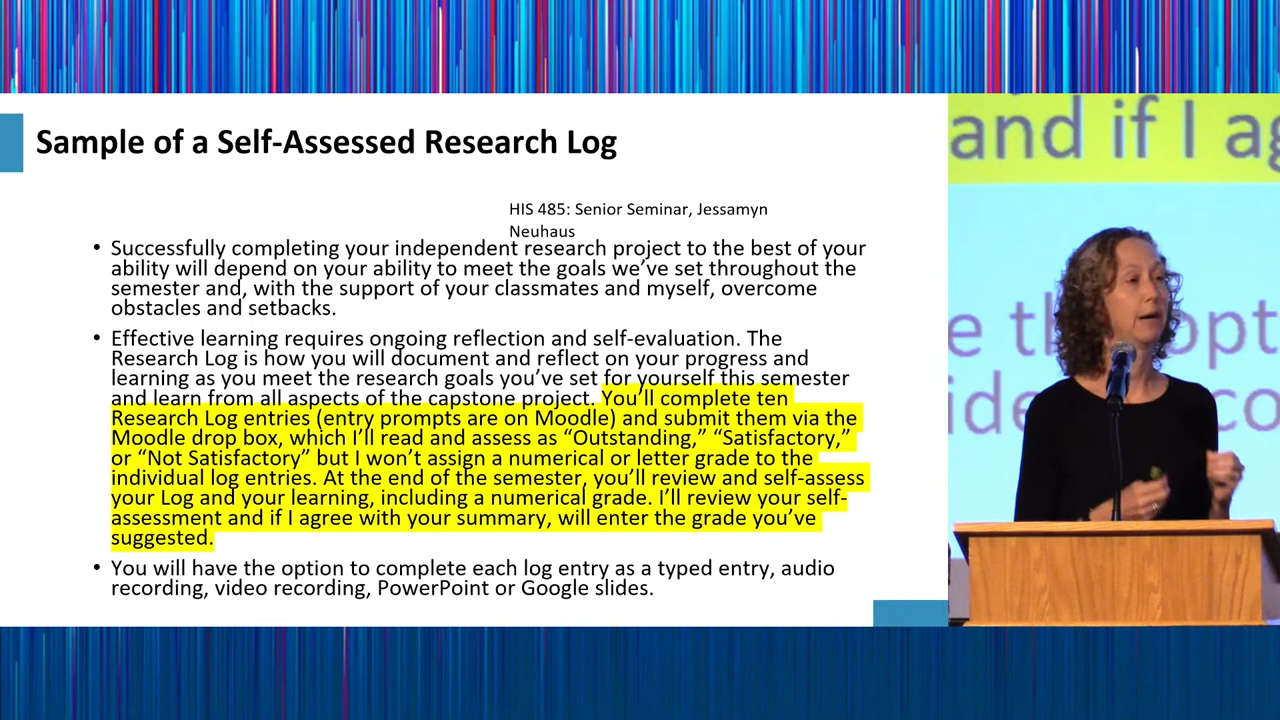 Sample of a Self-Assessed Research Log
HIS 485: Senior Seminar, Jessamyn
Neuhaus
• Successfully completing your independent research project to the best of your
ability will depend on your ability to meet the goals we’ve set throughout the
semester and, with the support of your classmates and myself, overcome
obstacles and setbacks.
• Effective learning requires ongoing reflection and self-evaluation. The
Research Log is how you will document and reflect on your progress and
learning as you meet the research goals you’ve set for yourself this semester
and learn from all aspects of the capstone project. You’ll complete ten
Research Log entries (entry prompts are on Moodle) and submit them via the
Moodle drop box, which I’ll read and assess as “Outstanding,” “Satisfactory,”
or “Not Satisfactory” but I won’t assign a numerical or letter grade to the
individual log entries. At the end of the semester, you’ll review and self-assess
your Log and your learning, including a numerical grade. I’ll review your self-
assessment and if I agree with your summary, will enter the grade you’ve
suggested.
• You will have the option to complete each log entry as a typed entry, audio
recording, video recording, PowerPoint or Google slides.
and if I ag
e th opt
ide co